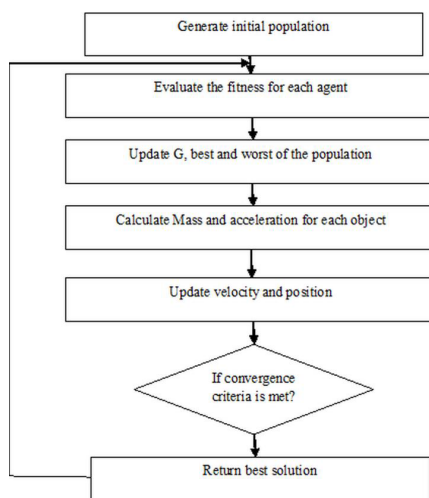 Generate initial population
Evaluate the fitness for each agent
Update G, best and worst of the population
Calculate Mass and acceleration for each object
Update velocity and position
If convergence
criteria is met?
Return best solution